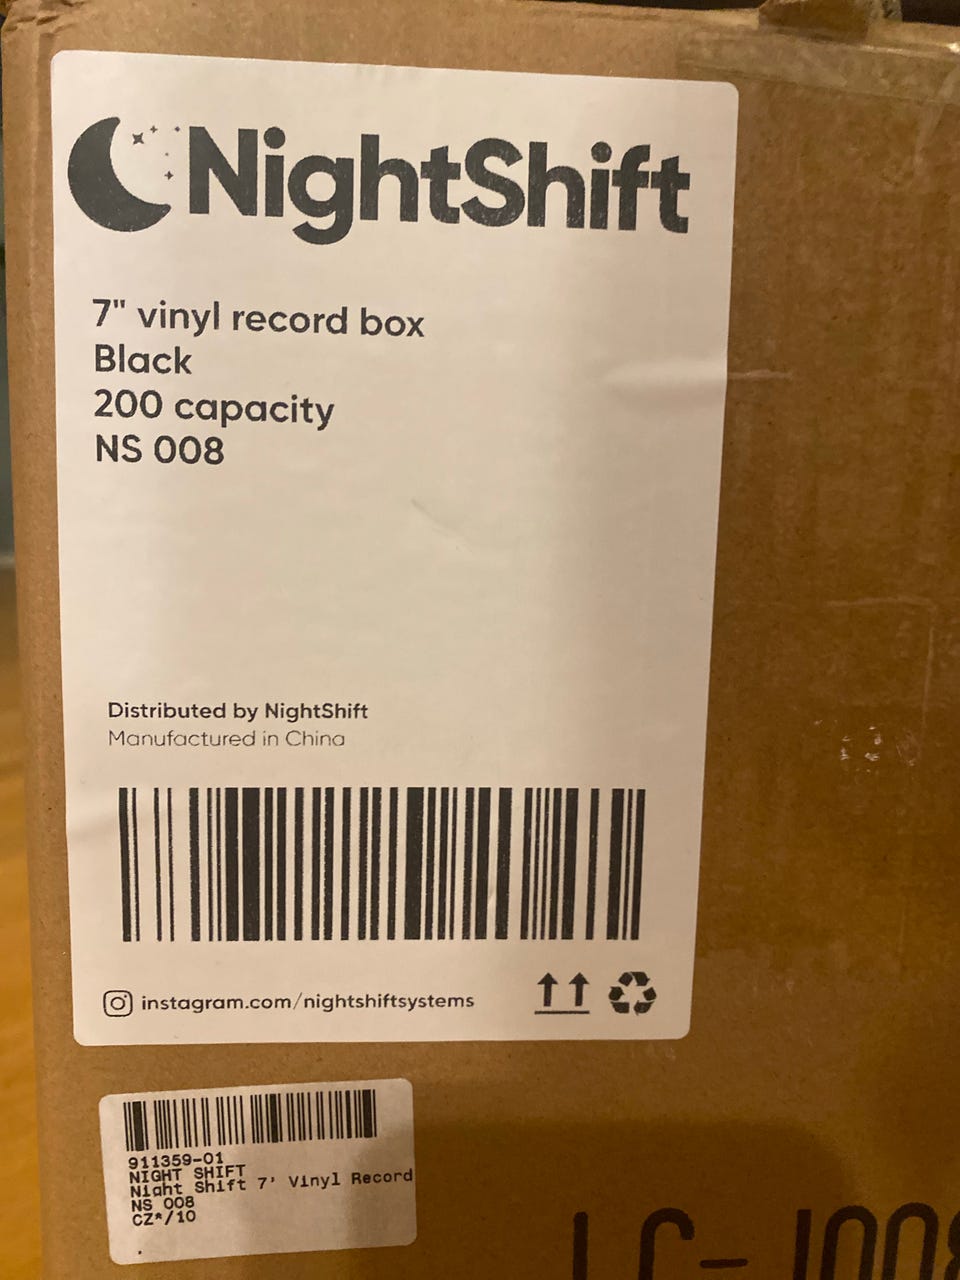 NightShift
7" vinyl record box
Black
200 capacity
NS 008
Distributed by NightShift
Manufactured in China
instagram.com/nightshiftsystems
911359-01
NIGHT SHIFT
Night Shift 7' Vinyl Record
NS 008
CZ*/10